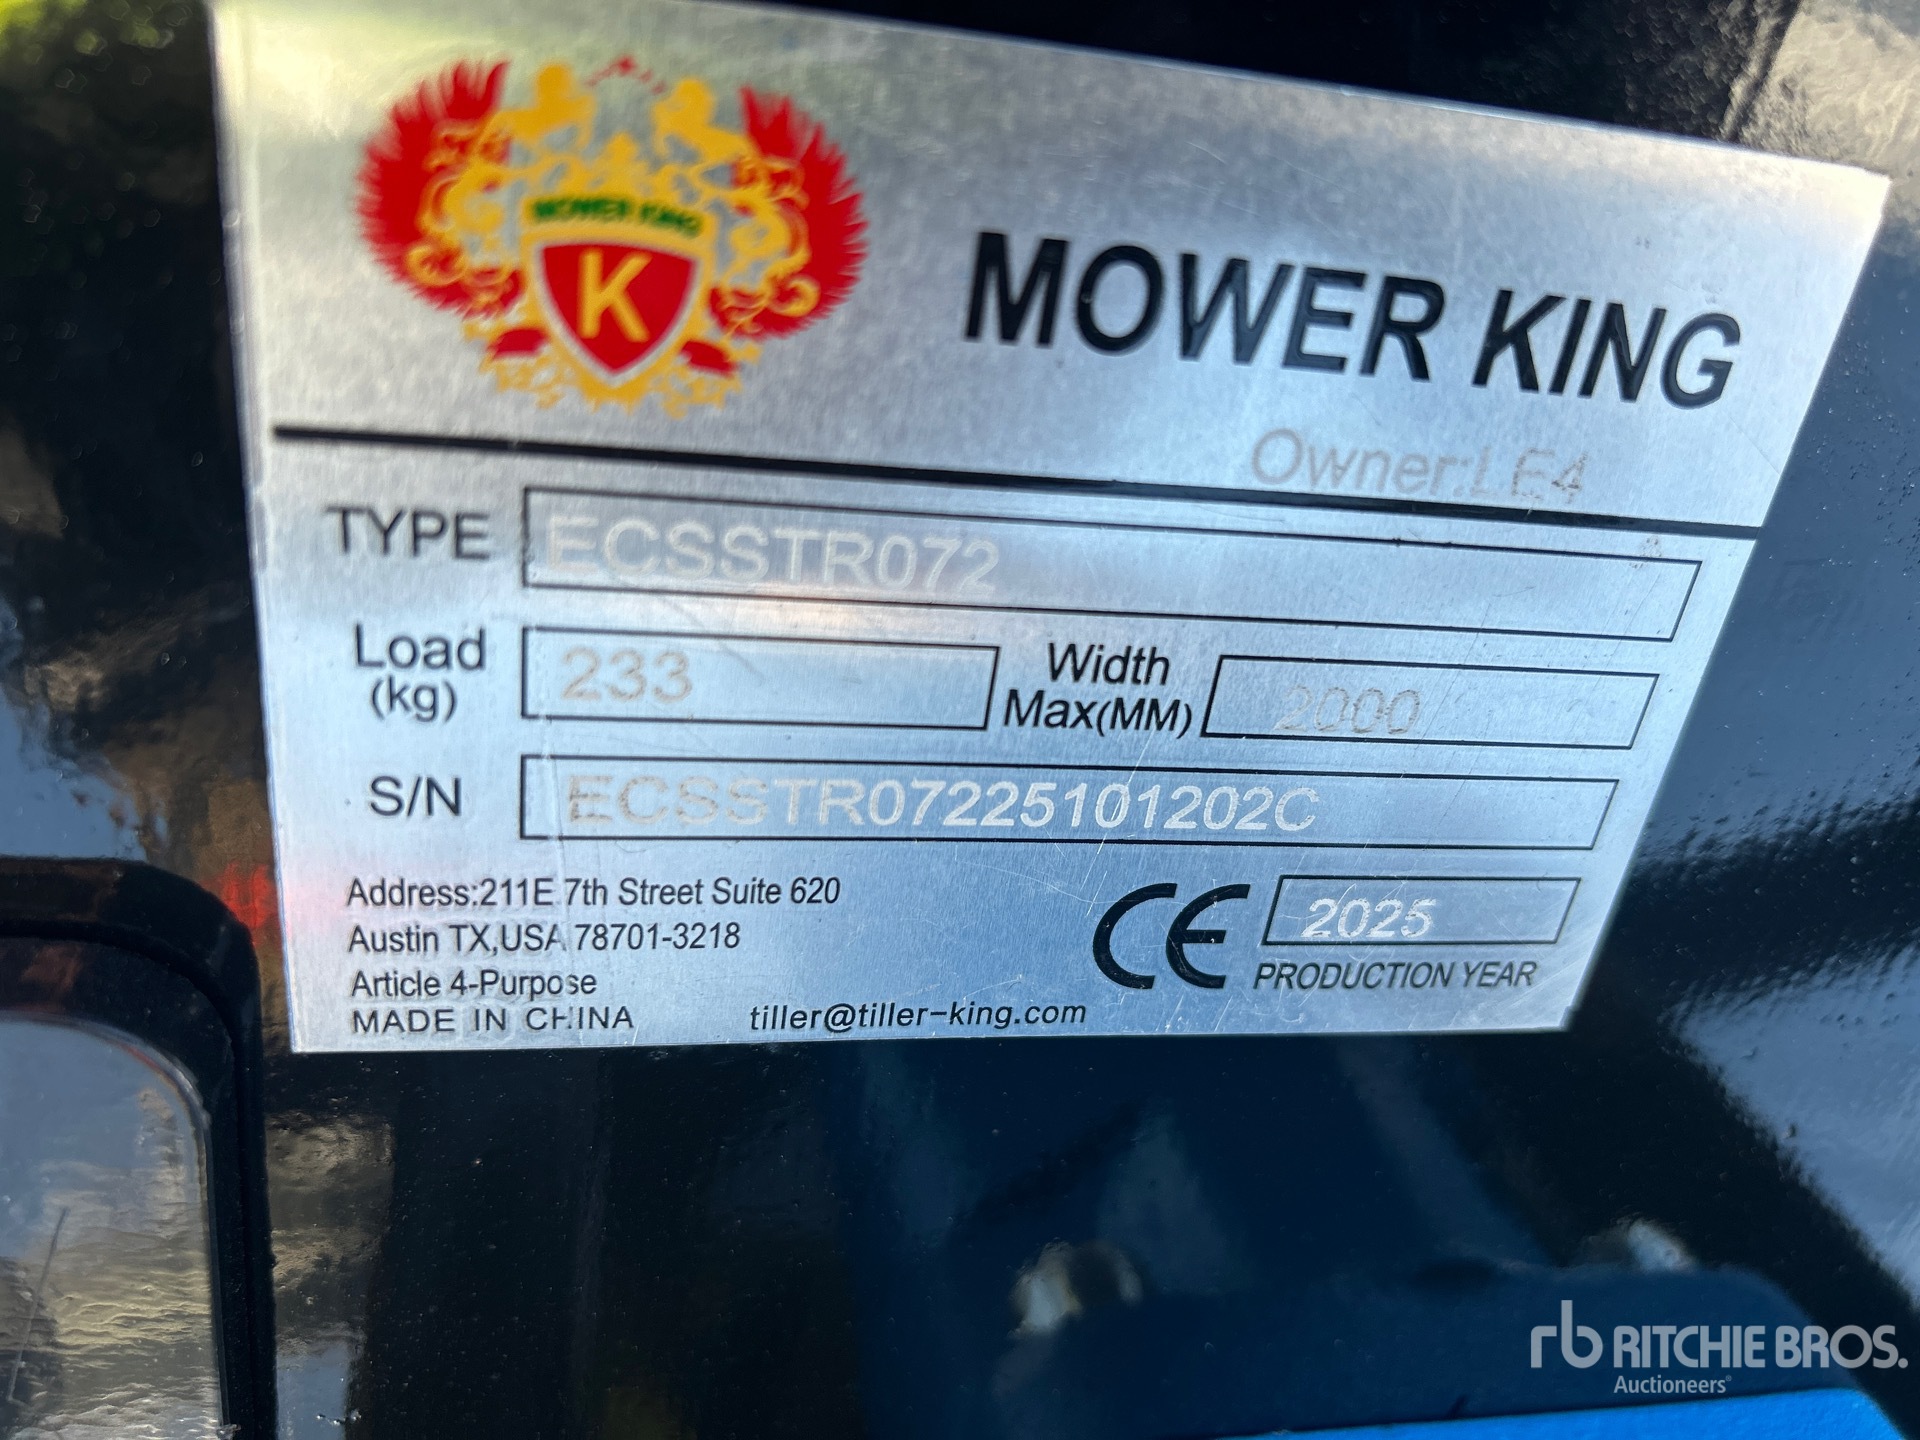 MOWER KING
K
MOWER KING
Owner:LE4
TYPE ECSSTR072
Load (kg) 233 Width Max(MM) 2000
S/N ECSSTR07225101202C
Address:211E 7th Street Suite 620
Austin TX,USA 78701-3218
Article 4-Purpose
MADE IN CHINA
tiller@tiller-king.com
CE 2025
PRODUCTION YEAR
rb RITCHIE BROS.
Auctioneers®